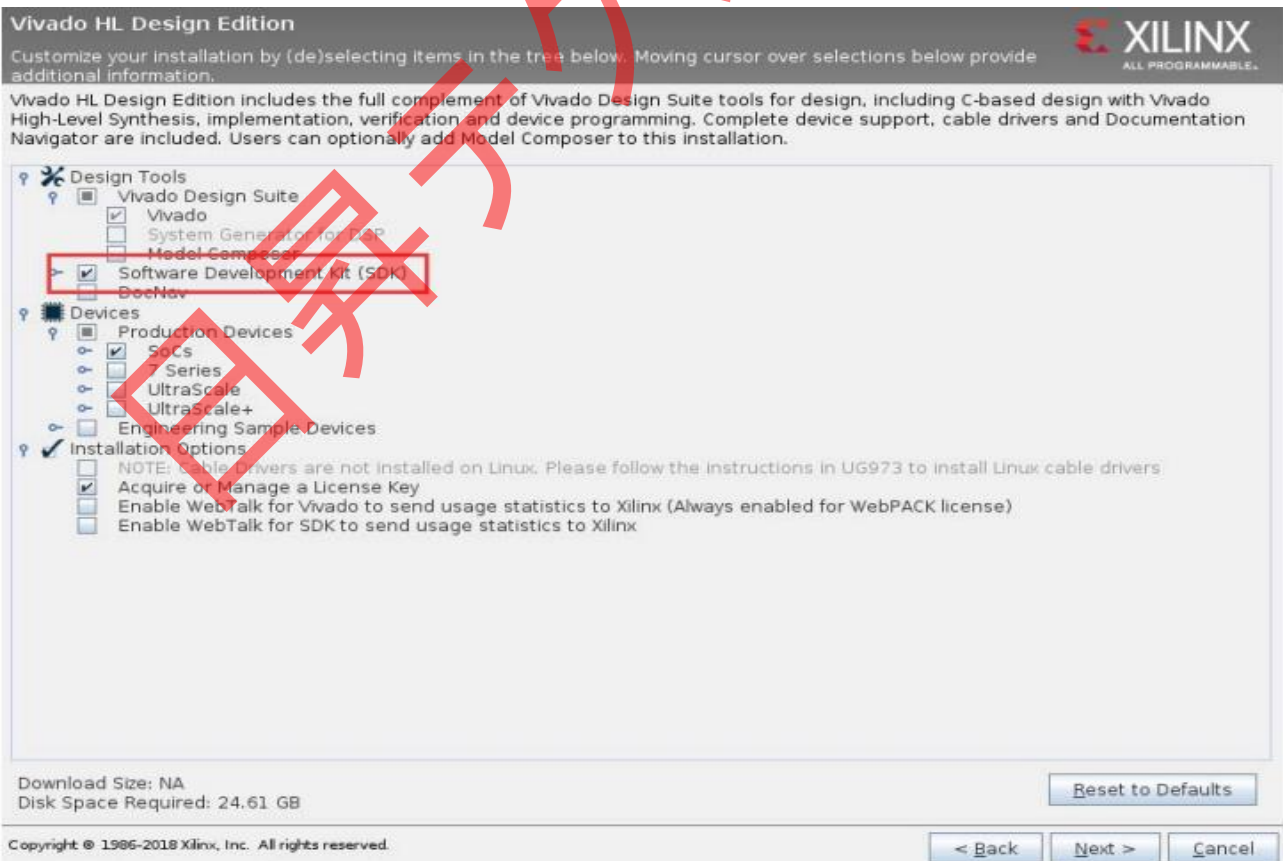 Vivado HL Design Edition
Customize your installation by (de)selecting items in the tree below. Moving cursor over selections below provide
additional information.
XILINX
ALL PROGRAMMABLE.
Vivado HL Design Edition includes the full complement of Vivado Design Suite tools for design, including C-based design with Vivado
High-Level Synthesis, implementation, verification and device programming. Complete device support, cable drivers and Documentation
Navigator are included. Users can optionally add Model Composer to this installation.
Design Tools
Vivado Design Suite
Vivado
System Generator for DSP
Model Composer
Software Development Kit (SDK)
DocNav
Devices
Production Devices
SoCs
7 Series
UltraScale
UltraScale+
Engineering Sample Devices
Installation Options
NOTE: Cable Drivers are not installed on Linux. Please follow the instructions in UG973 to install Linux cable drivers
Acquire or Manage a License Key
Enable WebTalk for Vivado to send usage statistics to Xilinx (Always enabled for WebPACK license)
Enable WebTalk for SDK to send usage statistics to Xilinx
Download Size: NA
Disk Space Required: 24.61 GB
Reset to Defaults
Copyright © 1986-2018 Xilinx, Inc. All rights reserved.
< Back
Next >
Cancel
日昇テク